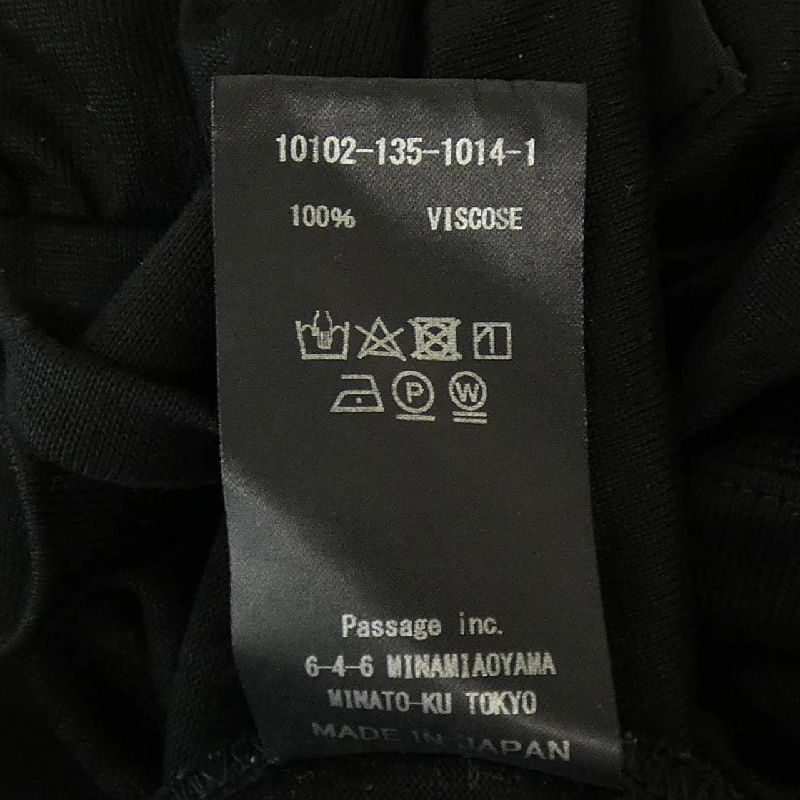 10102-135-1014-1
100% VISCOSE
P W
Passage inc.
6-4-6 MINAMIAOYAMA
MINATO-KU TOKYO
MADE IN JAPAN